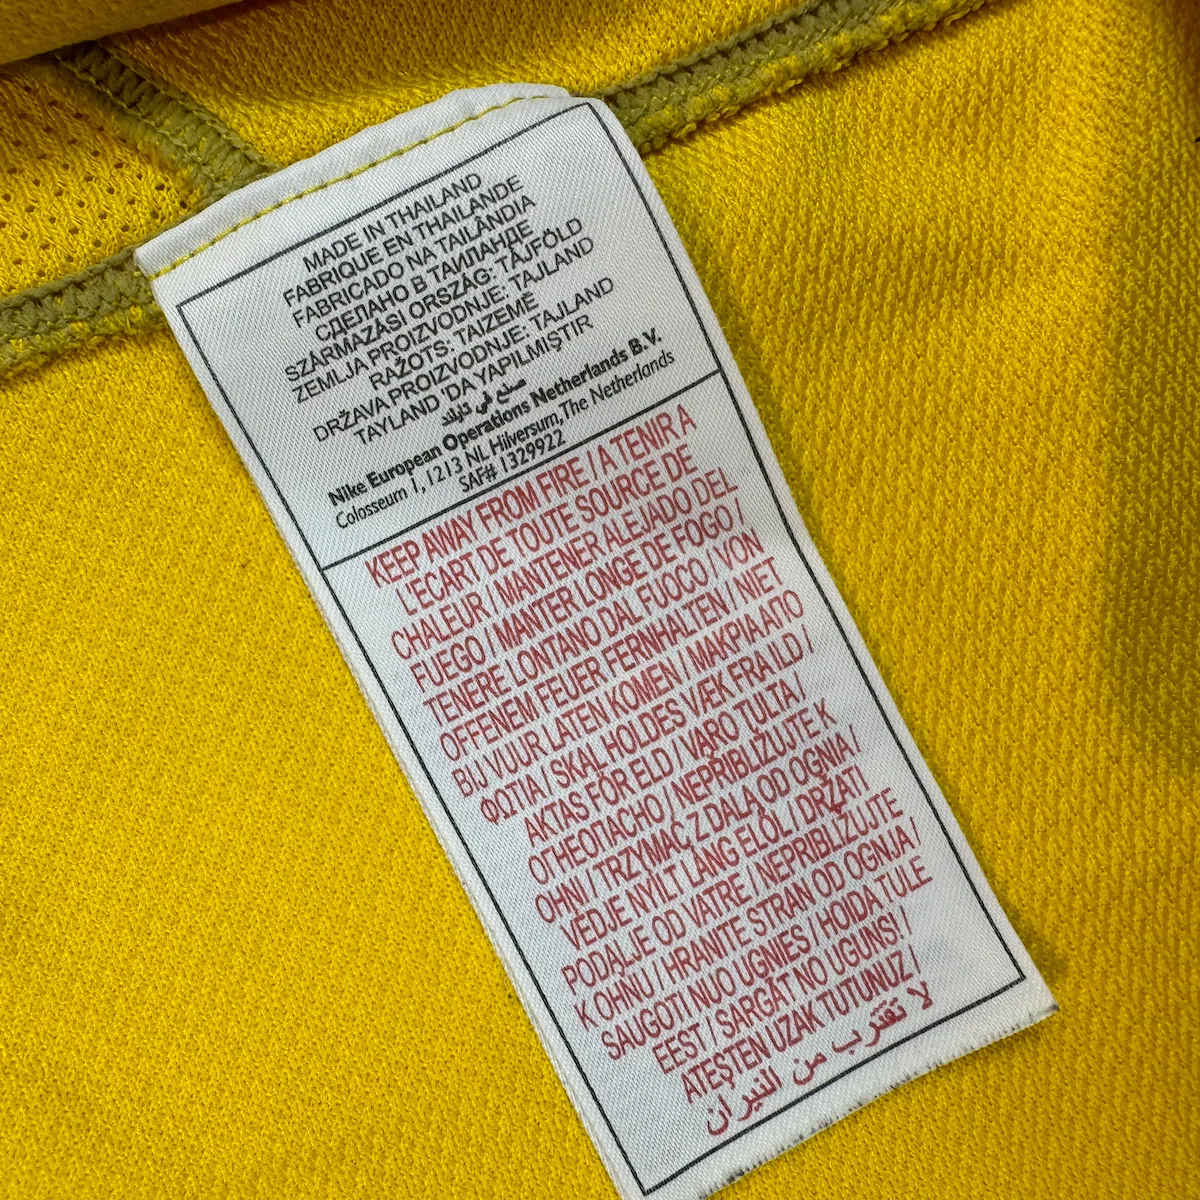 MADE IN THAILAND
FABRIQUE EN THAILANDE
FABRICADO NA TAILÂNDIA
СДЕЛАНО В ТАИЛАНДЕ
SZÁRMAZÁSI ORSZÁG: TÁJFÖLD
ZEMLJA PROIZVODNJE: TAJLAND
RAŽOTS: TAIZEMĒ
DRŽAVA PROIZVODNJE: TAJLAND
TAYLAND 'DA YAPILMIŞTIR
صنع في تايلاند
Nike European Operations Netherlands B.V.
Colosseum 1, 1213 NL Hilversum, The Netherlands
SAF# 1329922
KEEP AWAY FROM FIRE / A TENIR A
L'ECART DE TOUTE SOURCE DE
CHALEUR / MANTENER ALEJADO DEL
FUEGO / MANTER LONGE DE FOGO /
TENERE LONTANO DAL FUOCO / VON
OFFENEM FEUER FERNHALTEN / NIET
BIJ VUUR LATEN KOMEN / ΜΑΚΡΙΑ ΑΠΟ
ΦΩΤΙΑ / SKAL HOLDES VÆK FRA ILD /
AKTAS FÖR ELD / VARO TULTA /
ОГНЕОПАСНО / NEPRIBLIŽUJTE K
OHNI / TRZYMAĆ Z DALA OD OGNIA /
VÉDJE NYÍLT LÁNG ELŐL / DRŽATI
PODALJE OD VATRE / NEPRIBLIŽUJTE
K OHNU / HRANITE STRAN OD OGNJA /
SAUGOTI NUO UGNIES / HOIDA TULE
EEST / SARGĀT NO UGUNS! /
ATEŞTEN UZAK TUTUNUZ /
لا تقترب من النيران